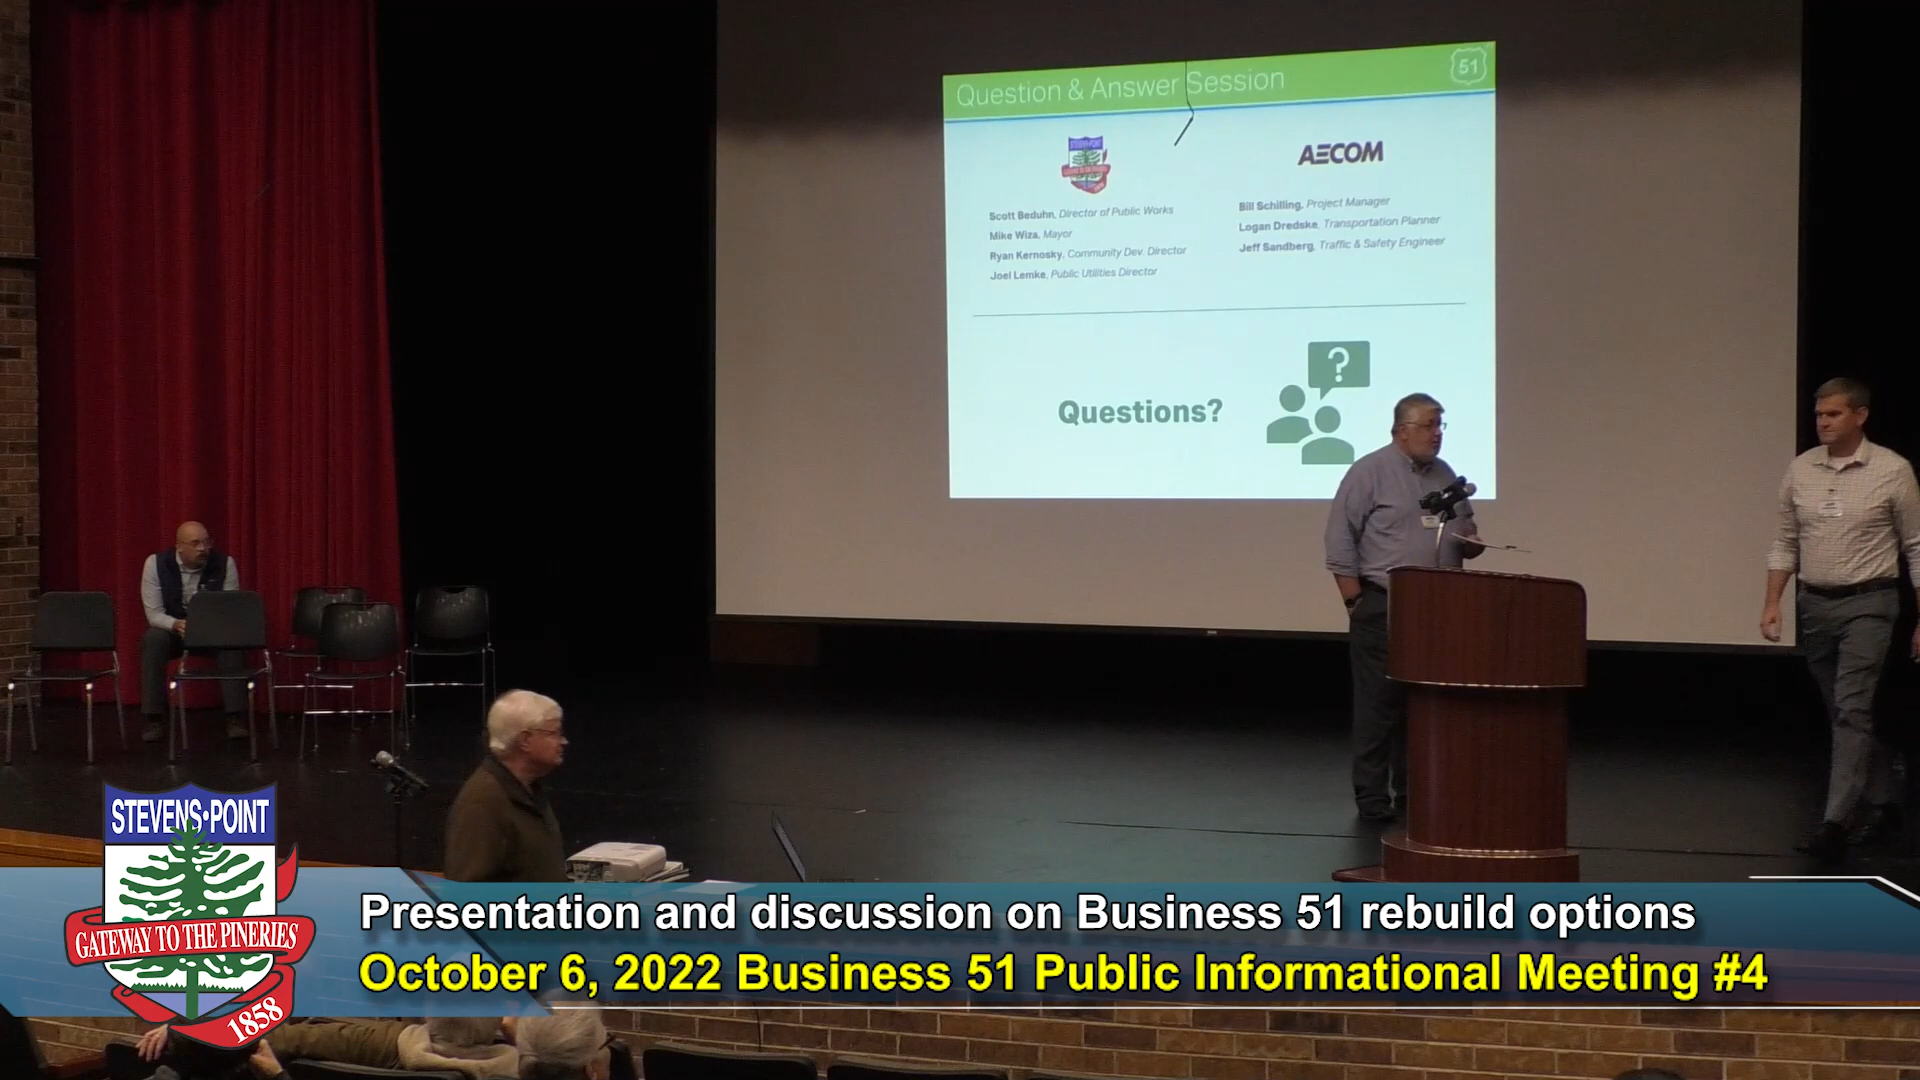 Question & Answer Session
51
STEVENS·POINT
AECOM
Scott Beduhn, Director of Public Works
Mike Wiza, Mayor
Ryan Kernosky, Community Dev. Director
Joel Lemke, Public Utilities Director
Bill Schilling, Project Manager
Logan Dredske, Transportation Planner
Jeff Sandberg, Traffic & Safety Engineer
?
Questions?
STEVENS·POINT
GATEWAY TO THE PINERIES
1858
Presentation and discussion on Business 51 rebuild options
October 6, 2022 Business 51 Public Informational Meeting #4